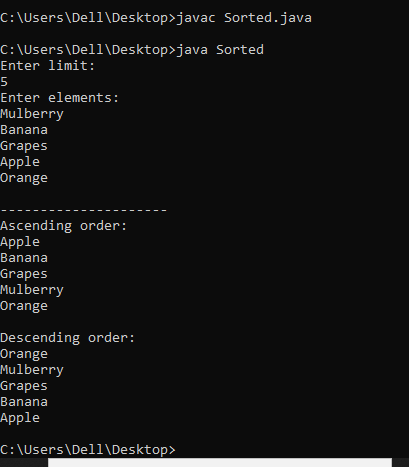 C:\Users\Dell\Desktop>javac Sorted.java
C:\Users\Dell\Desktop>java Sorted
Enter limit:
5
Enter elements:
Mulberry
Banana
Grapes
Apple
Orange
---------------------
Ascending order:
Apple
Banana
Grapes
Mulberry
Orange
Descending order:
Orange
Mulberry
Grapes
Banana
Apple
C:\Users\Dell\Desktop>